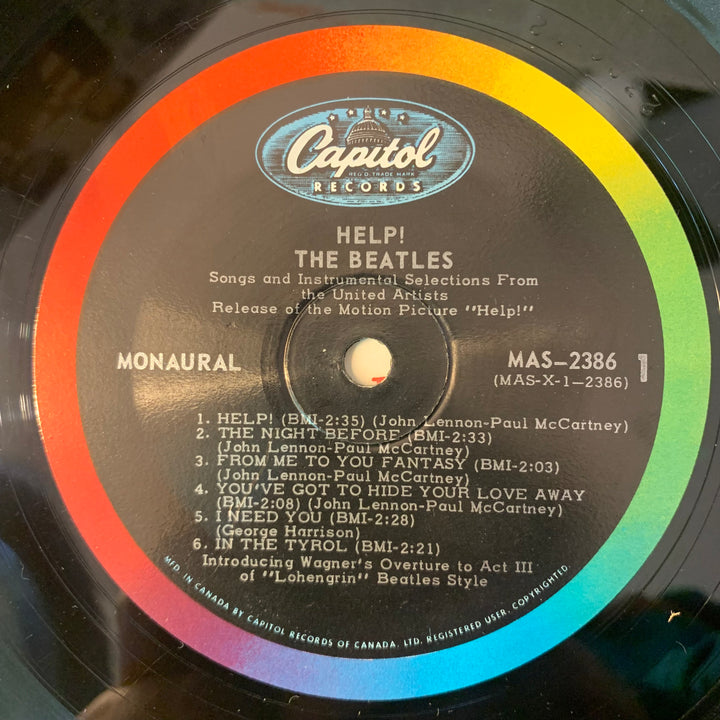 Capitol
REG'D. TRADE MARK
RECORDS
HELP!
THE BEATLES
Songs and Instrumental Selections From
the United Artists
Release of the Motion Picture "Help!"
MONAURAL
MAS-2386 1
(MAS-X-1-2386)
1. HELP! (BMI-2:35) (John Lennon-Paul McCartney)
2. THE NIGHT BEFORE (BMI-2:33)
(John Lennon-Paul McCartney)
3. FROM ME TO YOU FANTASY (BMI-2:03)
(John Lennon-Paul McCartney)
4. YOU'VE GOT TO HIDE YOUR LOVE AWAY
(BMI-2:08) (John Lennon-Paul McCartney)
5. I NEED YOU (BMI-2:28)
(George Harrison)
6. IN THE TYROL (BMI-2:21)
Introducing Wagner's Overture to Act III
of "Lohengrin" Beatles Style
MFD. IN CANADA BY CAPITOL RECORDS OF CANADA, LTD. REGISTERED USER. COPYRIGHTED.